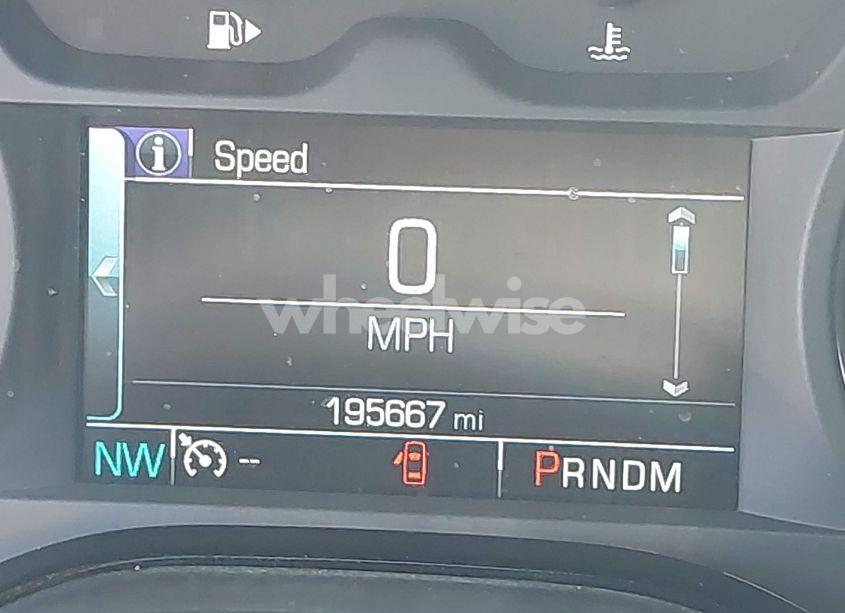 Speed
0
MPH
wheelwise
195667 mi
NW -- PRNDM